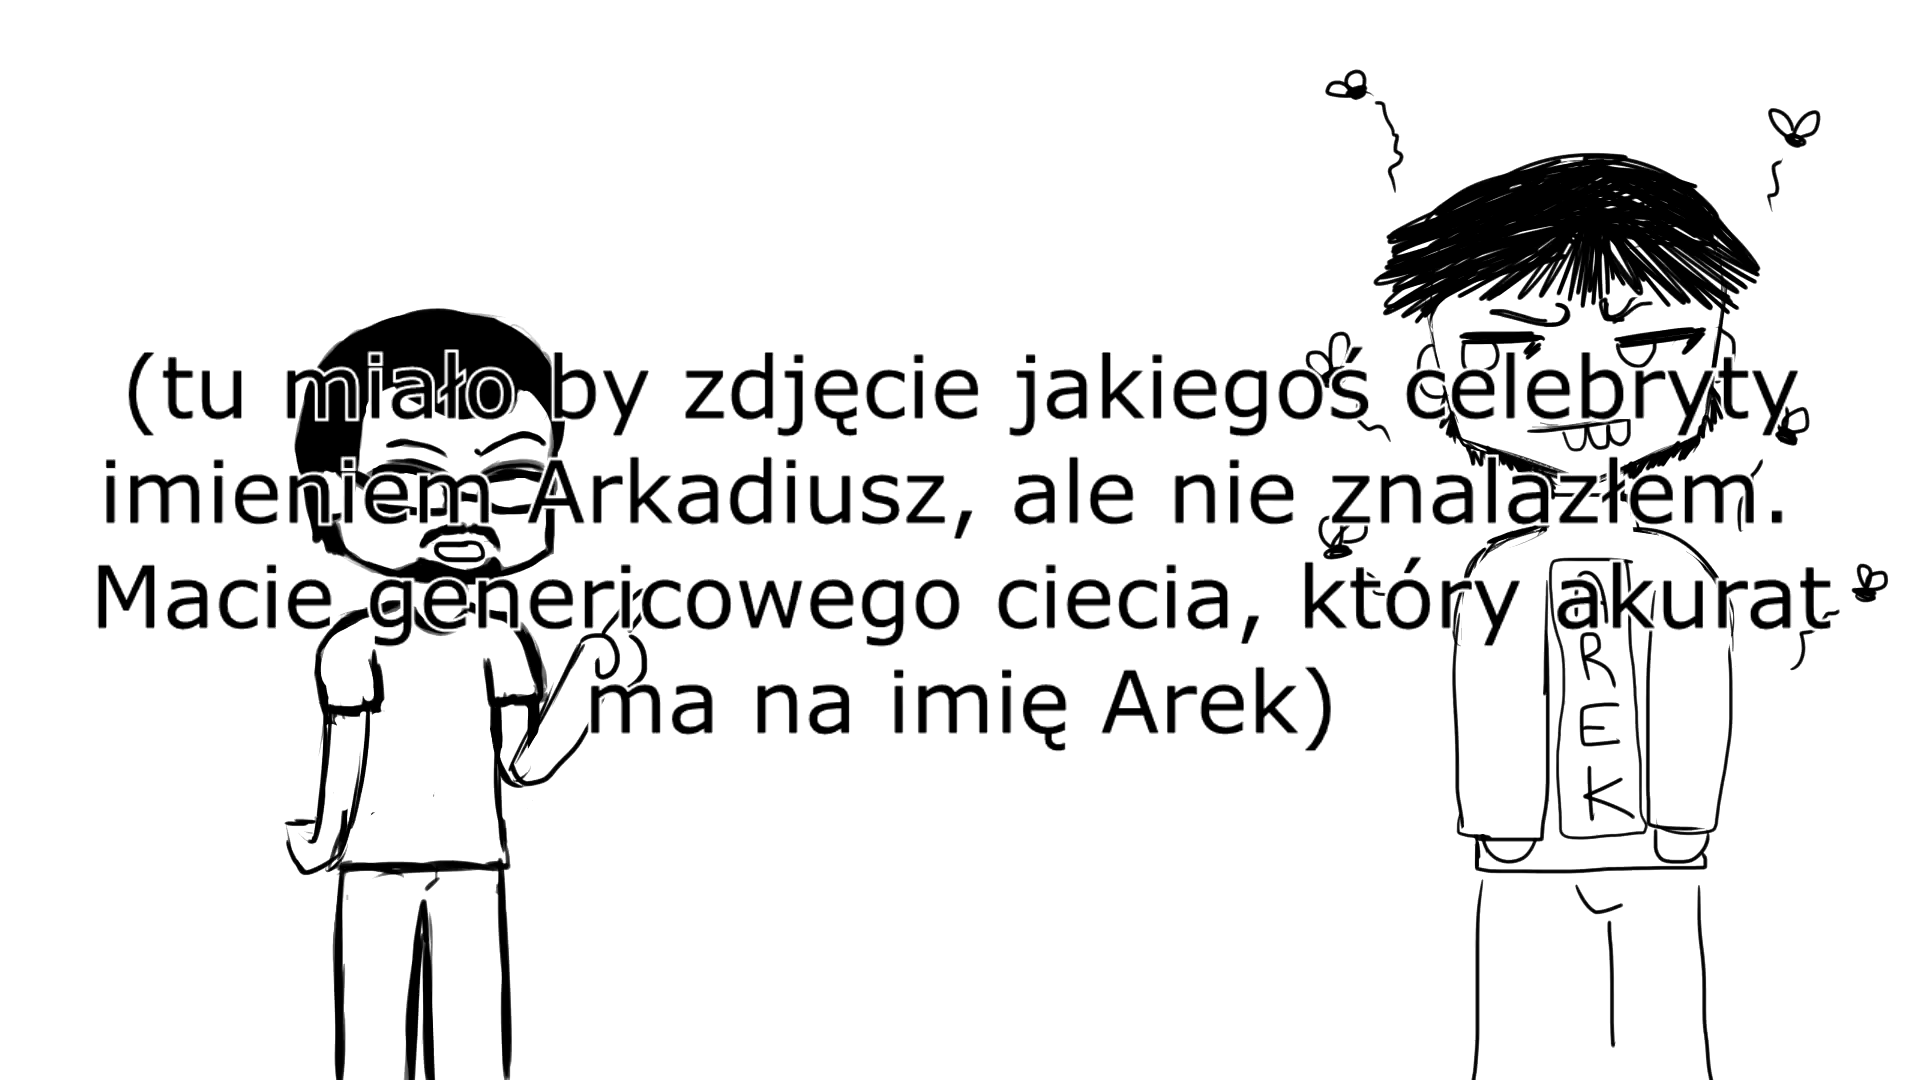 (tu miało by zdjęcie jakiegoś celebryty
imieniem Arkadiusz, ale nie znalazłem.
Macie genericowego ciecia, który akurat
ma na imię Arek)
A
R
E
K